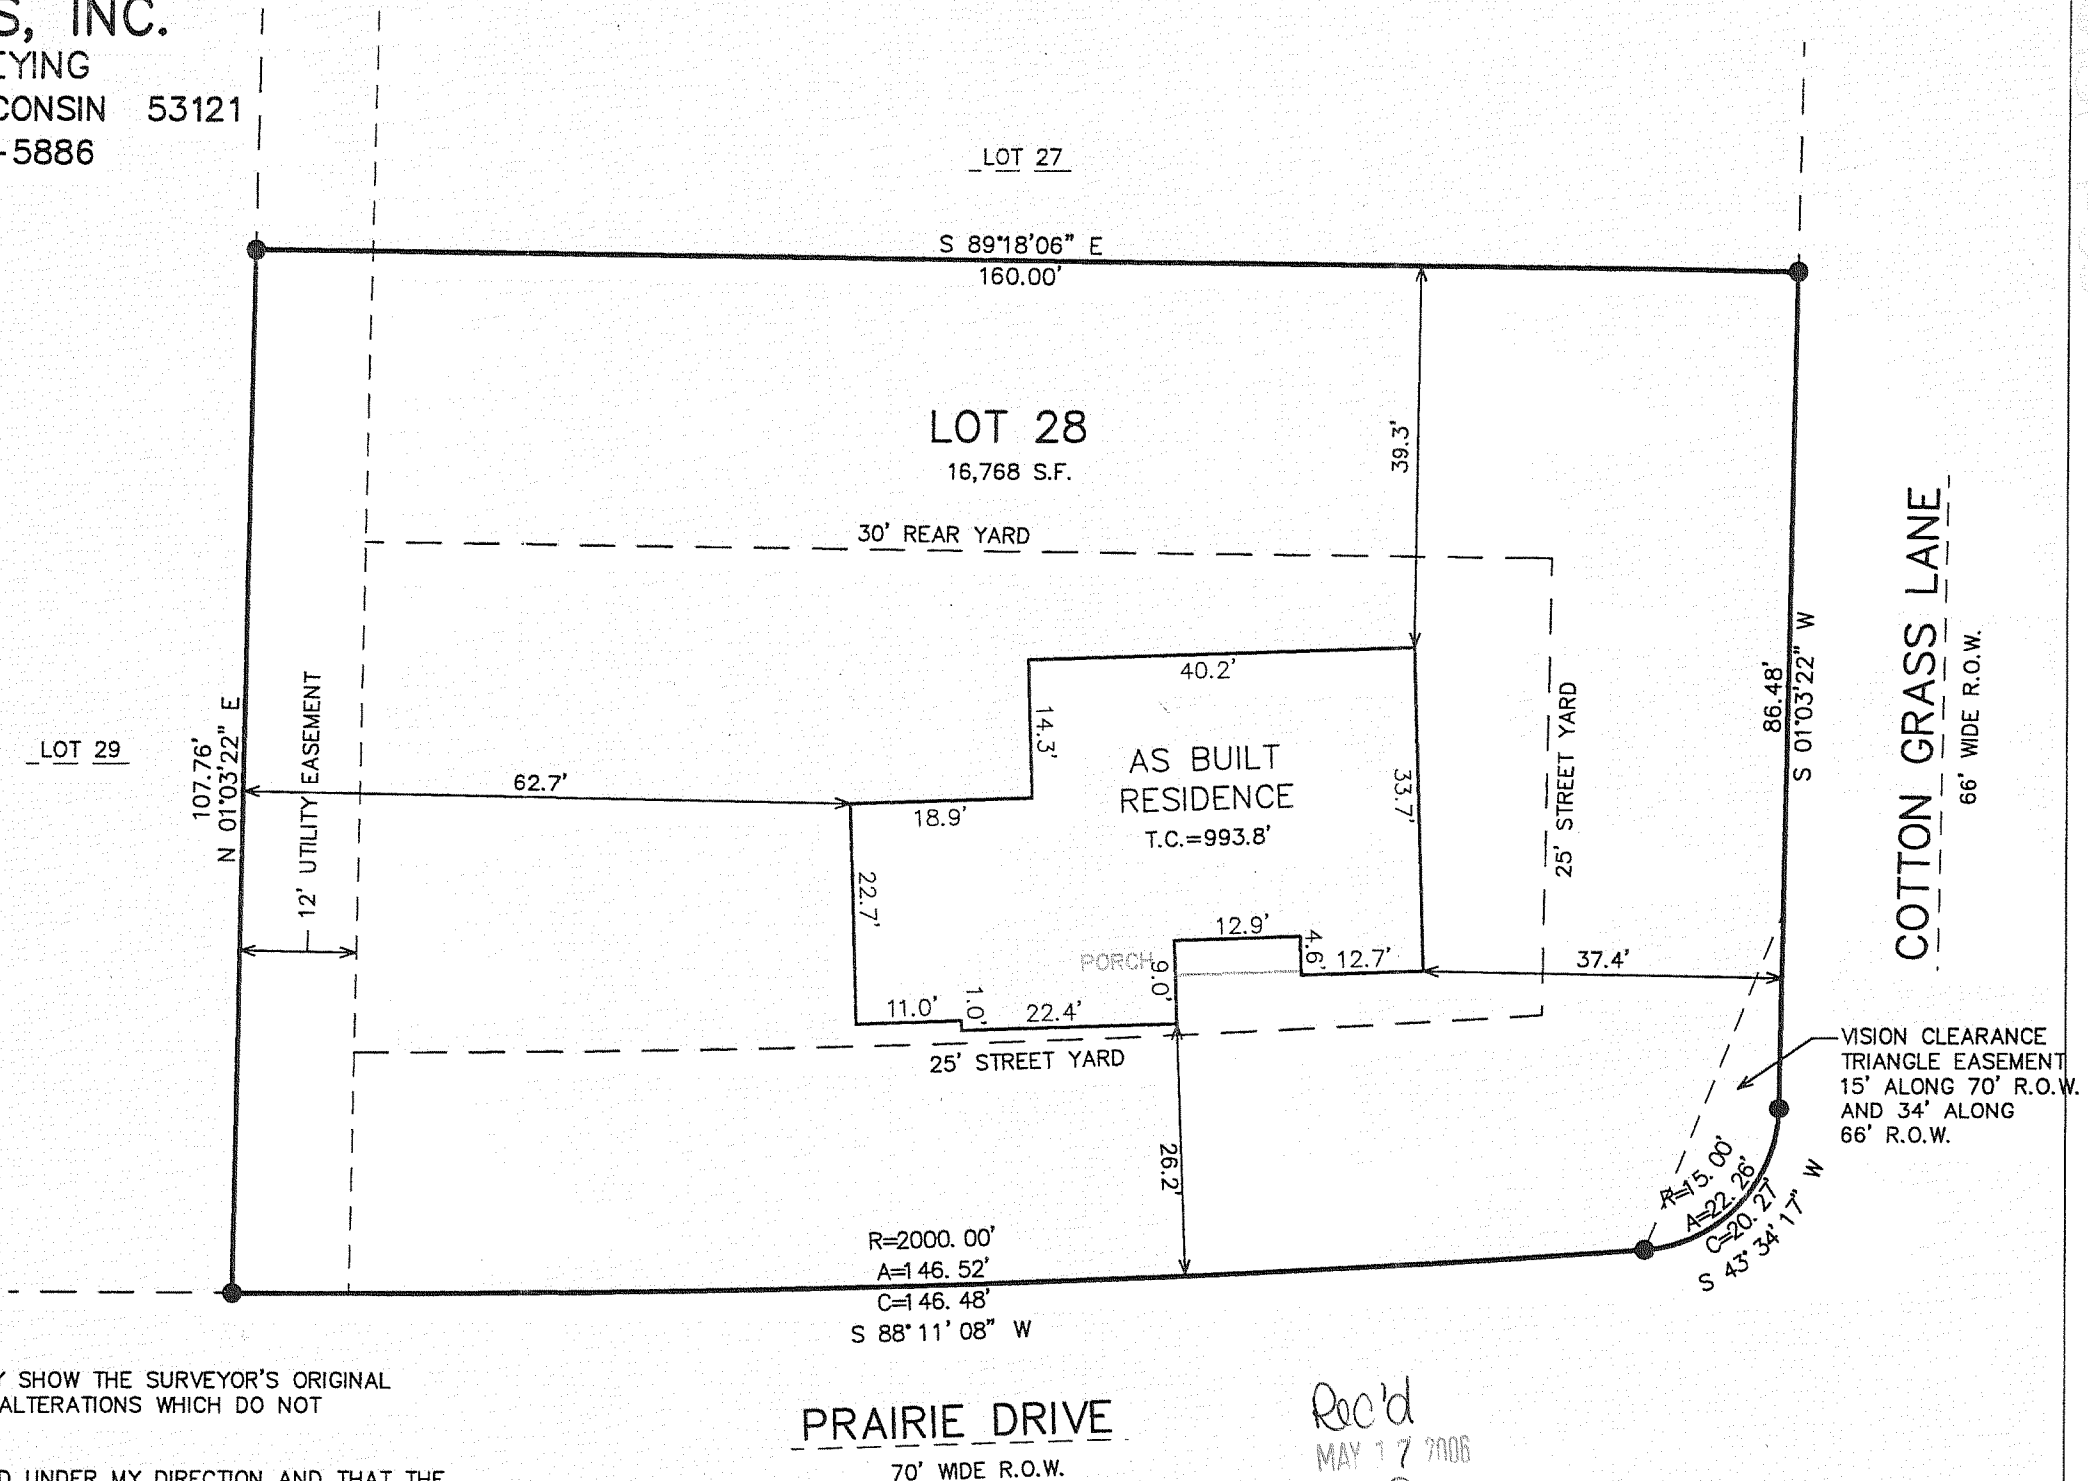 S, INC.
EYING
CONSIN 53121
-5886
LOT 27
S 89°18'06" E
160.00'
LOT 28
16,768 S.F.
39.3'
30' REAR YARD
LOT 29
107.76'
N 01°03'22" E
12' UTILITY EASEMENT
62.7'
40.2'
14.3'
18.9'
AS BUILT
RESIDENCE
T.C.=993.8'
33.7'
22.7'
12.9'
4.6'
12.7'
PORCH
9.0'
11.0'
1.0'
22.4'
37.4'
25' STREET YARD
25' STREET YARD
86.48'
S 01°03'22" W
COTTON GRASS LANE
66' WIDE R.O.W.
VISION CLEARANCE
TRIANGLE EASEMENT
15' ALONG 70' R.O.W.
AND 34' ALONG
66' R.O.W.
26.2'
R=15.00'
A=22.26'
C=20.27'
S 43°34'17" W
R=2000.00'
A=146.52'
C=146.48'
S 88°11'08" W
Y SHOW THE SURVEYOR'S ORIGINAL
ALTERATIONS WHICH DO NOT
PRAIRIE DRIVE
70' WIDE R.O.W.
Rec'd
MAY 17 2006
D UNDER MY DIRECTION AND THAT THE